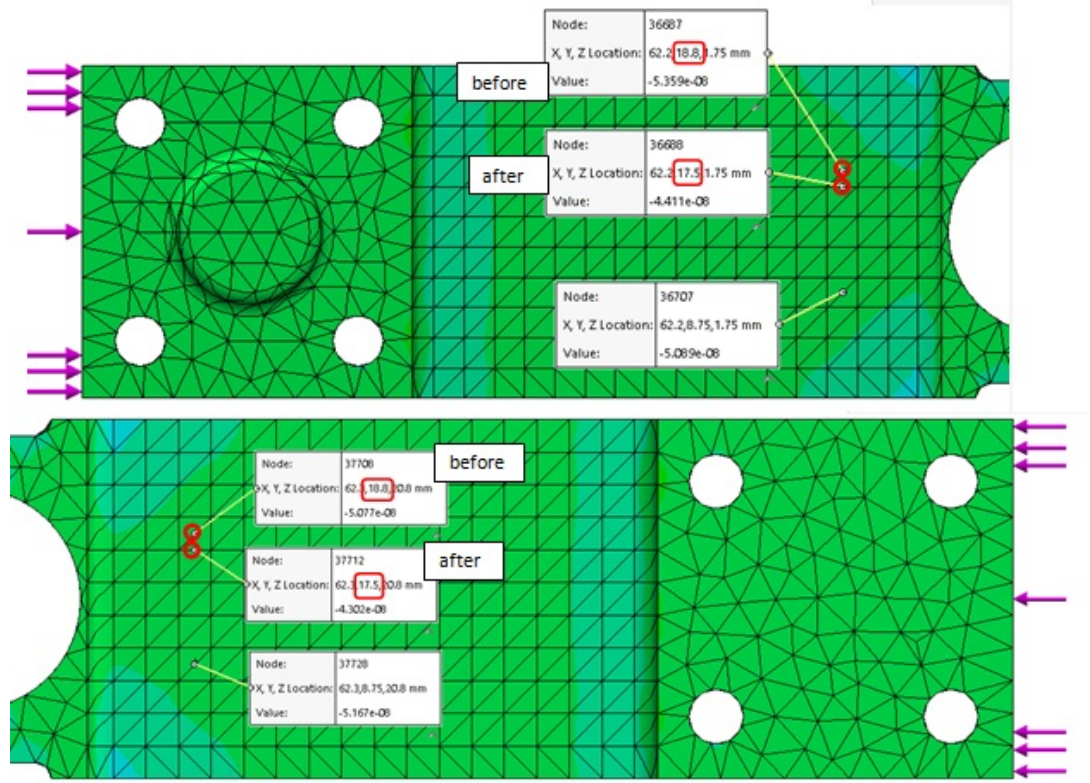 Node: 36687
X, Y, Z Location: 62.2,18.8,1.75 mm
Value: -5.359e-08
before
Node: 36688
X, Y, Z Location: 62.2,17.5,1.75 mm
Value: -4.411e-08
after
Node: 36707
X, Y, Z Location: 62.2,8.75,1.75 mm
Value: -5.089e-08
Node: 37708
X, Y, Z Location: 62.3,18.8,20.8 mm
Value: -5.077e-08
before
Node: 37712
X, Y, Z Location: 62.3,17.5,20.8 mm
Value: -4.302e-08
after
Node: 37728
X, Y, Z Location: 62.3,8.75,20.8 mm
Value: -5.167e-08